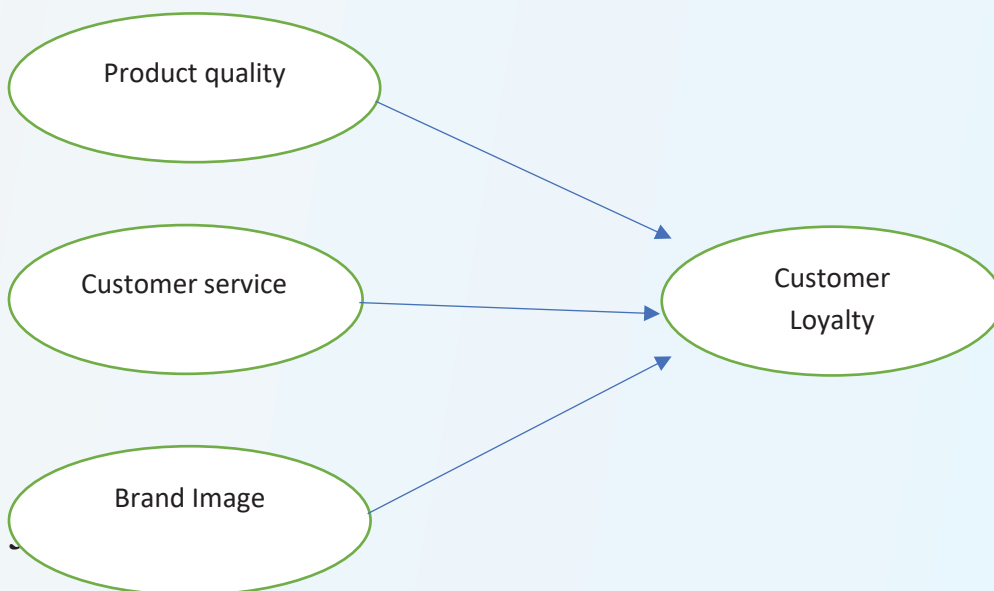 Product quality
Customer service
Customer
Loyalty
Brand Image